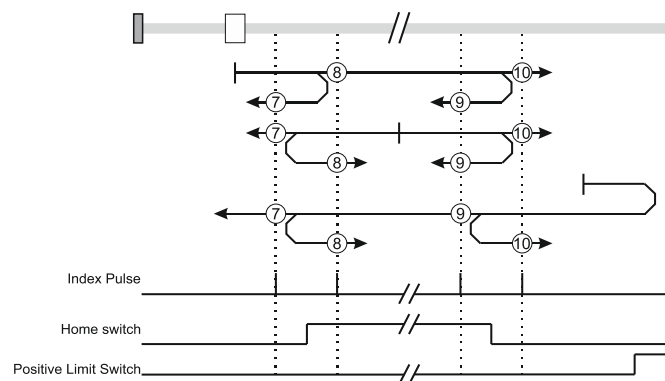 8 10
7 9
7 10
8 9
7 9
8 10
Index Pulse
Home switch
Positive Limit Switch